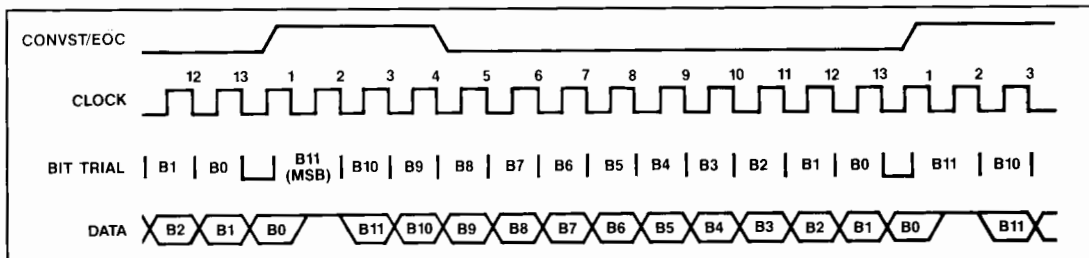 CONVST/EOC
12 13 1 2 3 4 5 6 7 8 9 10 11 12 13 1 2 3
CLOCK
BIT TRIAL B1 B0 B11 (MSB) B10 B9 B8 B7 B6 B5 B4 B3 B2 B1 B0 B11 B10
DATA B2 B1 B0 B11 B10 B9 B8 B7 B6 B5 B4 B3 B2 B1 B0 B11